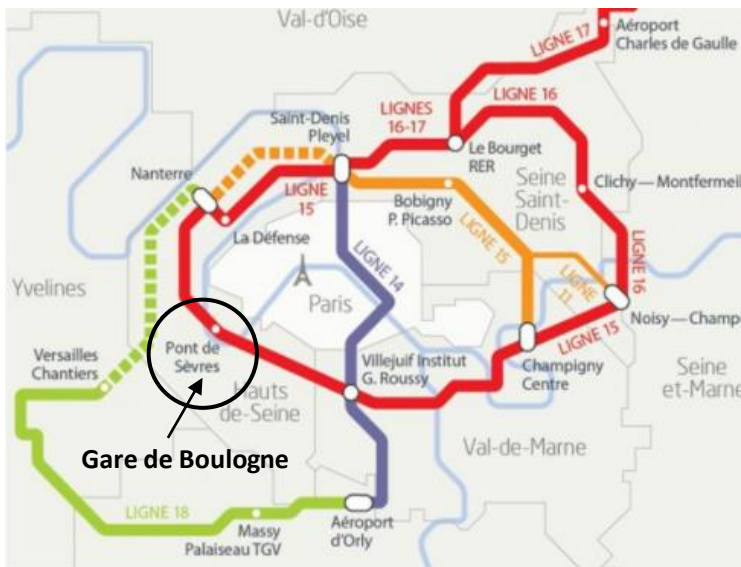 Val-d'Oise
LIGNE 17
Aéroport
Charles de Gaulle
LIGNES
16-17
LIGNE 16
Saint-Denis
Pleyel
Le Bourget
RER
Nanterre
LIGNE
15
Seine
Saint-
Denis
Clichy—Montfermeil
Bobigny
P. Picasso
La Défense
LIGNE 14
LIGNE 15
LIGNE
11
LIGNE 16
Yvelines
Paris
Noisy—Champ
LIGNE 15
Pont de
Sèvres
Versailles
Chantiers
Villejuif Institut
G. Roussy
Champigny
Centre
Seine
et-Marne
Hauts
de-Seine
Gare de Boulogne
Val-de-Marne
LIGNE 18
Massy
Palaiseau TGV
Aéroport
d'Orly